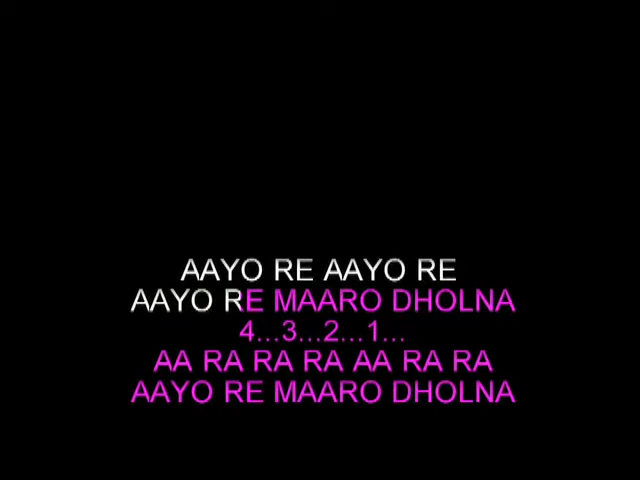 AAYO RE AAYO RE
AAYO RE MAARO DHOLNA
4...3...2...1...
AA RA RA RA AA RA RA
AAYO RE MAARO DHOLNA